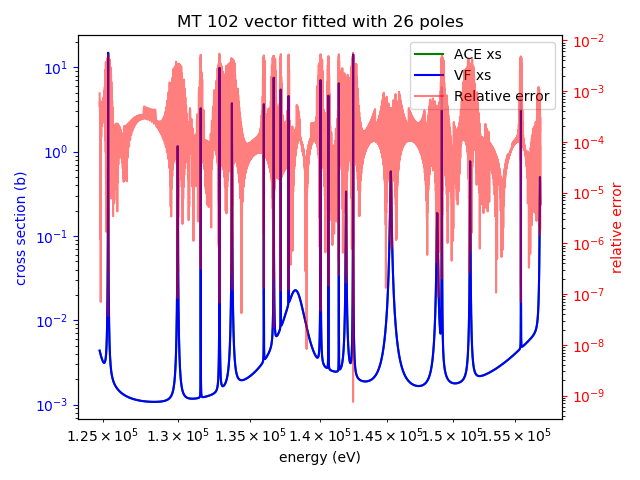 MT 102 vector fitted with 26 poles
ACE xs
VF xs
Relative error
10¹
10⁰
10⁻¹
10⁻²
10⁻³
cross section (b)
10⁻²
10⁻³
10⁻⁴
10⁻⁵
10⁻⁶
10⁻⁷
10⁻⁸
10⁻⁹
relative error
1.25×10⁵ 1.3×10⁵ 1.35×10⁵ 1.4×10⁵ 1.45×10⁵ 1.5×10⁵ 1.55×10⁵
energy (eV)